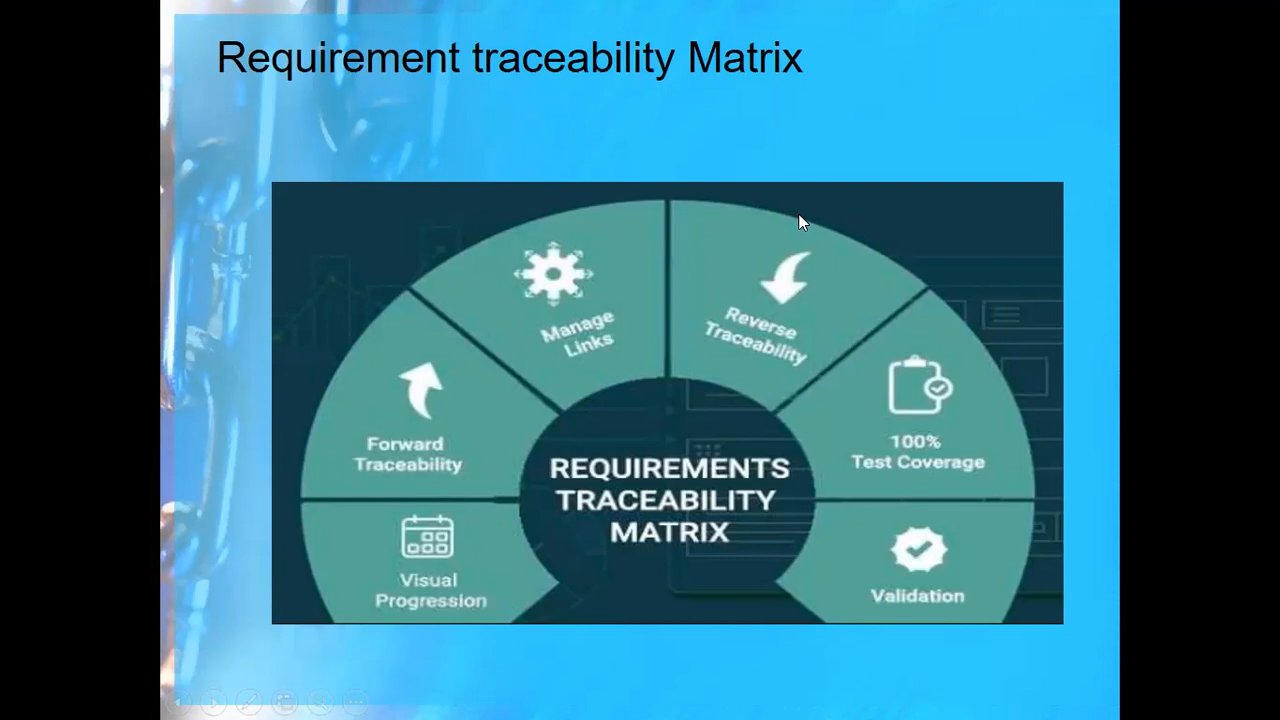 Requirement traceability Matrix
Manage
Links
Reverse
Traceability
Forward
Traceability
100%
Test Coverage
REQUIREMENTS
TRACEABILITY
MATRIX
Visual
Progression
Validation